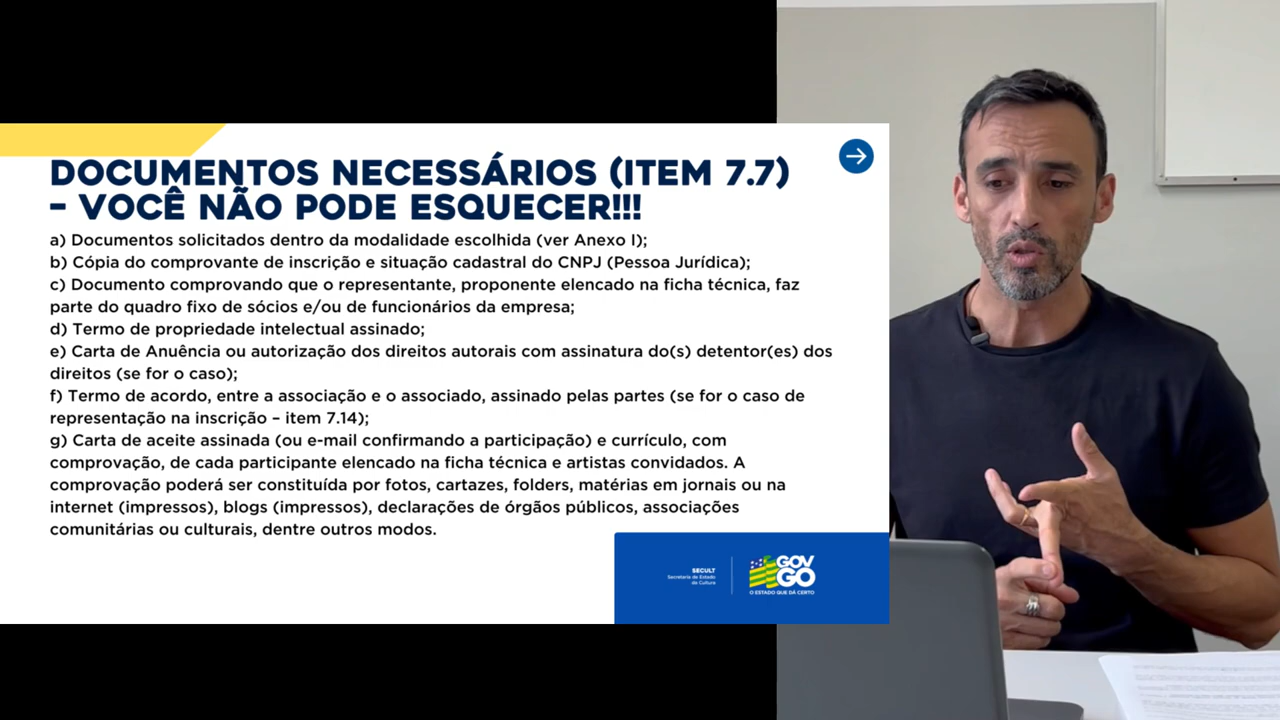 DOCUMENTOS NECESSÁRIOS (ITEM 7.7)
- VOCÊ NÃO PODE ESQUECER!!!
a) Documentos solicitados dentro da modalidade escolhida (ver Anexo I);
b) Cópia do comprovante de inscrição e situação cadastral do CNPJ (Pessoa Jurídica);
c) Documento comprovando que o representante, proponente elencado na ficha técnica, faz
parte do quadro fixo de sócios e/ou de funcionários da empresa;
d) Termo de propriedade intelectual assinado;
e) Carta de Anuência ou autorização dos direitos autorais com assinatura do(s) detentor(es) dos
direitos (se for o caso);
f) Termo de acordo, entre a associação e o associado, assinado pelas partes (se for o caso de
representação na inscrição – item 7.14);
g) Carta de aceite assinada (ou e-mail confirmando a participação) e currículo, com
comprovação, de cada participante elencado na ficha técnica e artistas convidados. A
comprovação poderá ser constituída por fotos, cartazes, folders, matérias em jornais ou na
internet (impressos), blogs (impressos), declarações de órgãos públicos, associações
comunitárias ou culturais, dentre outros modos.
SECULT
Secretaria de Estado
da Cultura
GOV
GO
O ESTADO QUE DÁ CERTO